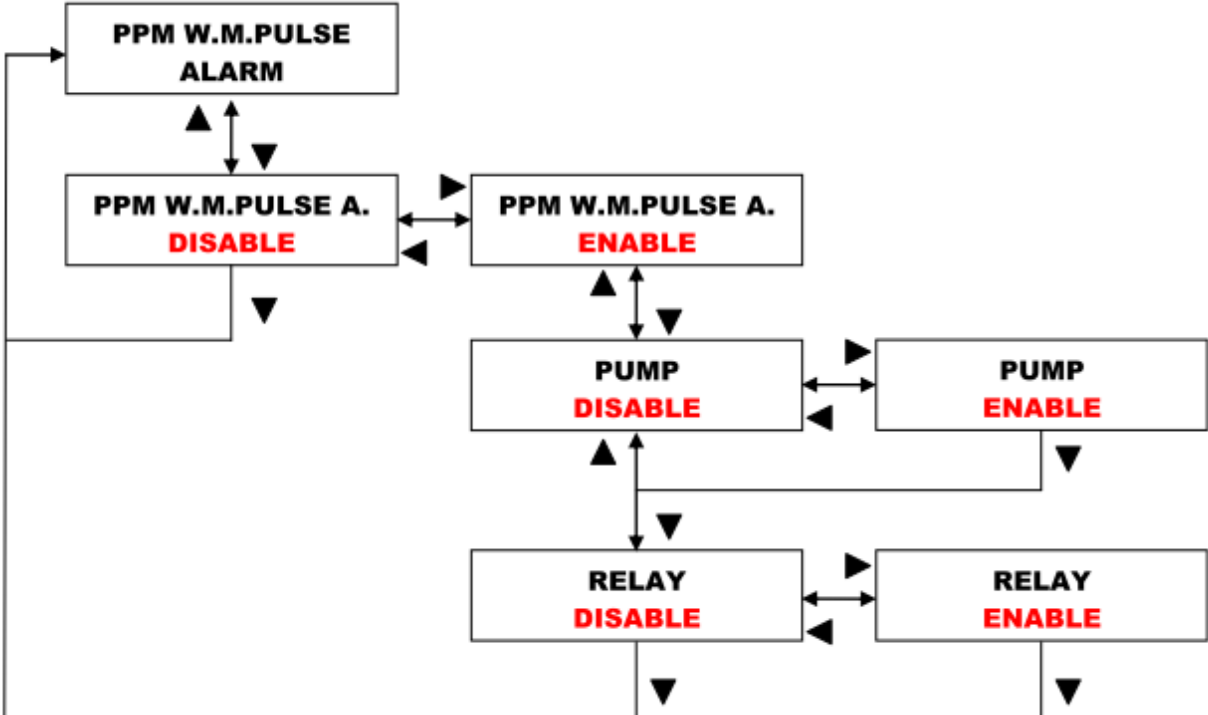 PPM W.M.PULSE
ALARM
PPM W.M.PULSE A.
DISABLE
PPM W.M.PULSE A.
ENABLE
PUMP
DISABLE
PUMP
ENABLE
RELAY
DISABLE
RELAY
ENABLE